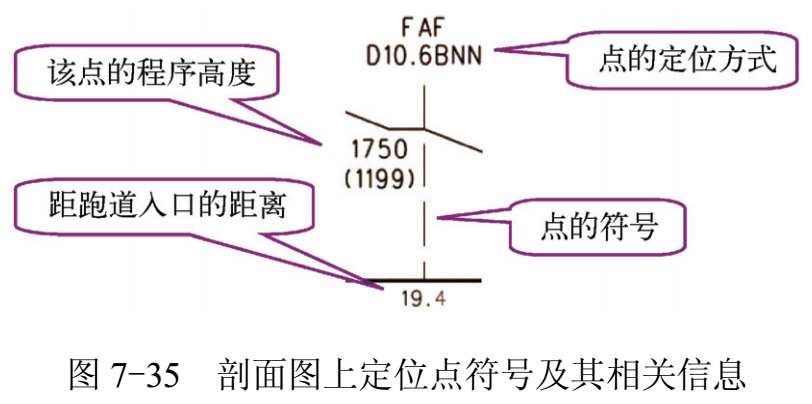 FAF
D10.6BNN
点的定位方式
该点的程序高度
1750
(1199)
距跑道入口的距离
点的符号
19.4
图 7-35 剖面图上定位点符号及其相关信息